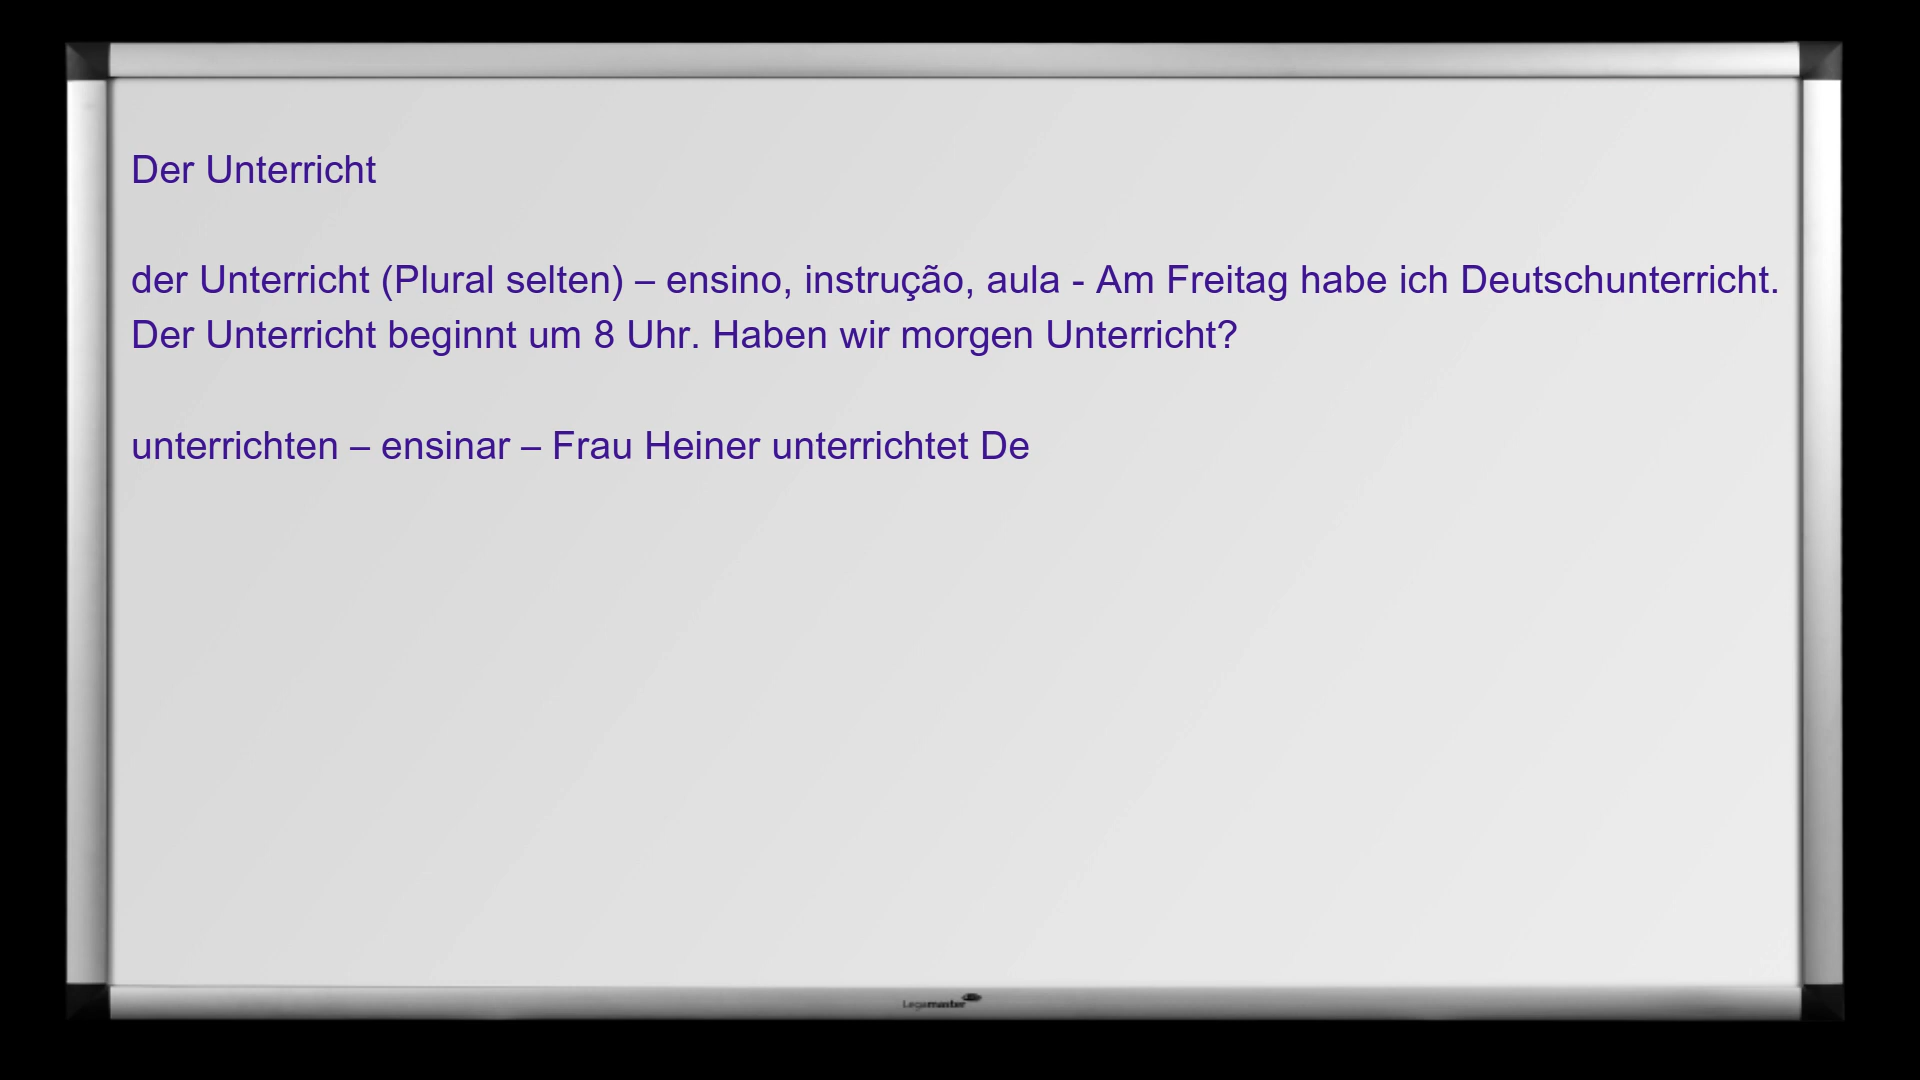 Der Unterricht
der Unterricht (Plural selten) – ensino, instrução, aula - Am Freitag habe ich Deutschunterricht.
Der Unterricht beginnt um 8 Uhr. Haben wir morgen Unterricht?
unterrichten – ensinar – Frau Heiner unterrichtet De
Legamaster